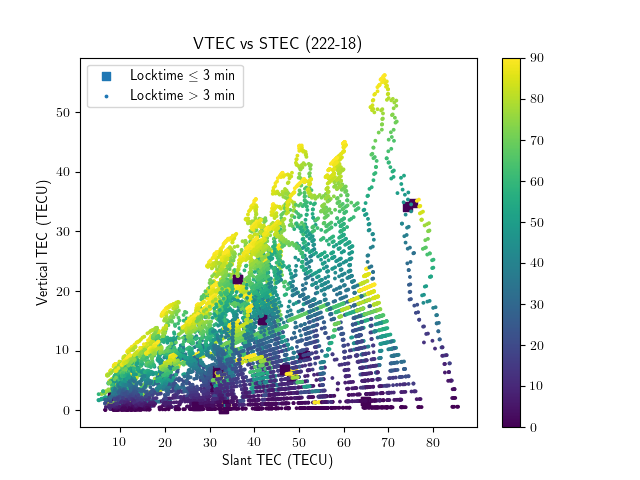 VTEC vs STEC (222-18)
Locktime ≤ 3 min
Locktime > 3 min
Vertical TEC (TECU)
50
40
30
20
10
0
10 20 30 40 50 60 70 80
Slant TEC (TECU)
90
80
70
60
50
40
30
20
10
0